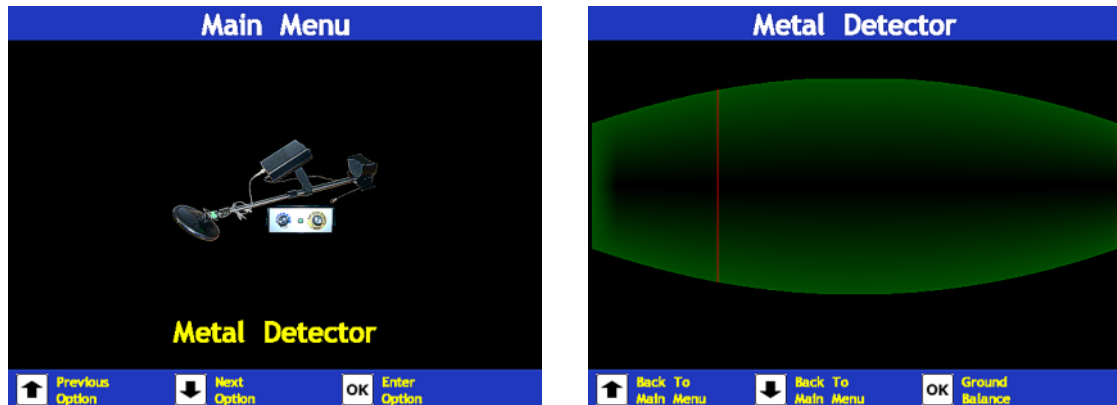 Main Menu
Metal Detector
Previous
Option
Next
Option
OK
Enter
Option
Metal Detector
Back To
Main Menu
Back To
Main Menu
OK
Ground
Balance